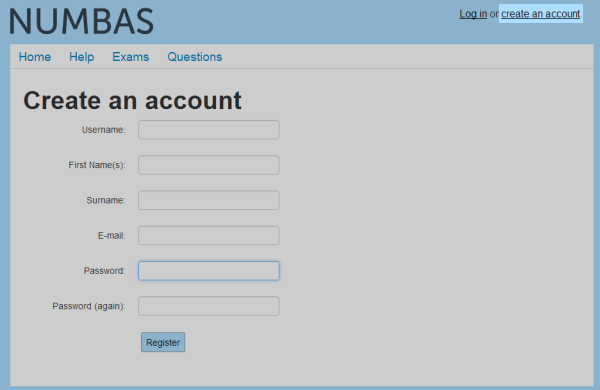 NUMBAS
Log in or create an account.
Home Help Exams Questions
Create an account
Username:
First Name(s):
Surname:
E-mail:
Password:
Password (again):
Register